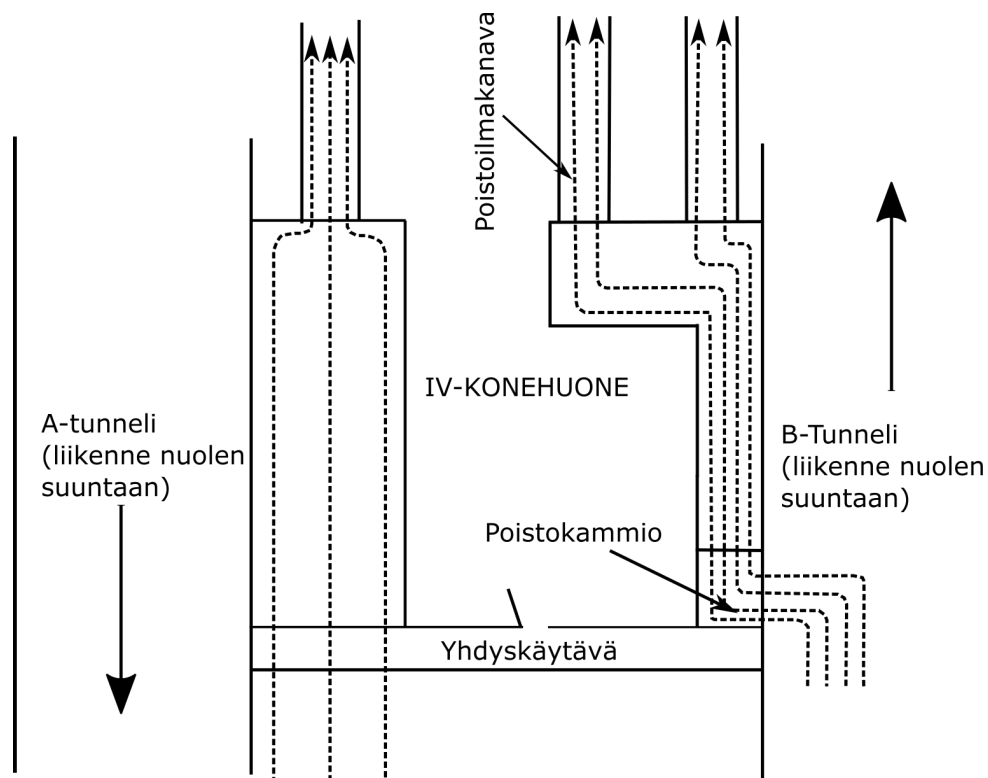 Poistoilmakanava
IV-KONEHUONE
A-tunneli
(liikenne nuolen
suuntaan)
B-Tunneli
(liikenne nuolen
suuntaan)
Poistokammio
Yhdyskäytävä